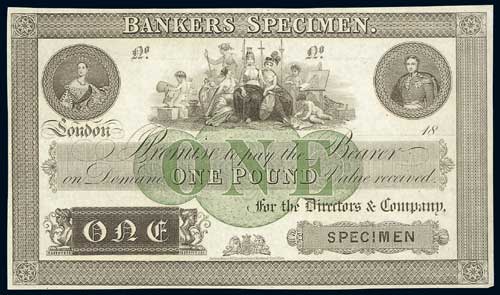 BANKERS SPECIMEN.
No. No.
London 18
Promise to pay the Bearer
on Demand ONE POUND Value received.
ONE
For the Directors & Company,
ONE SPECIMEN